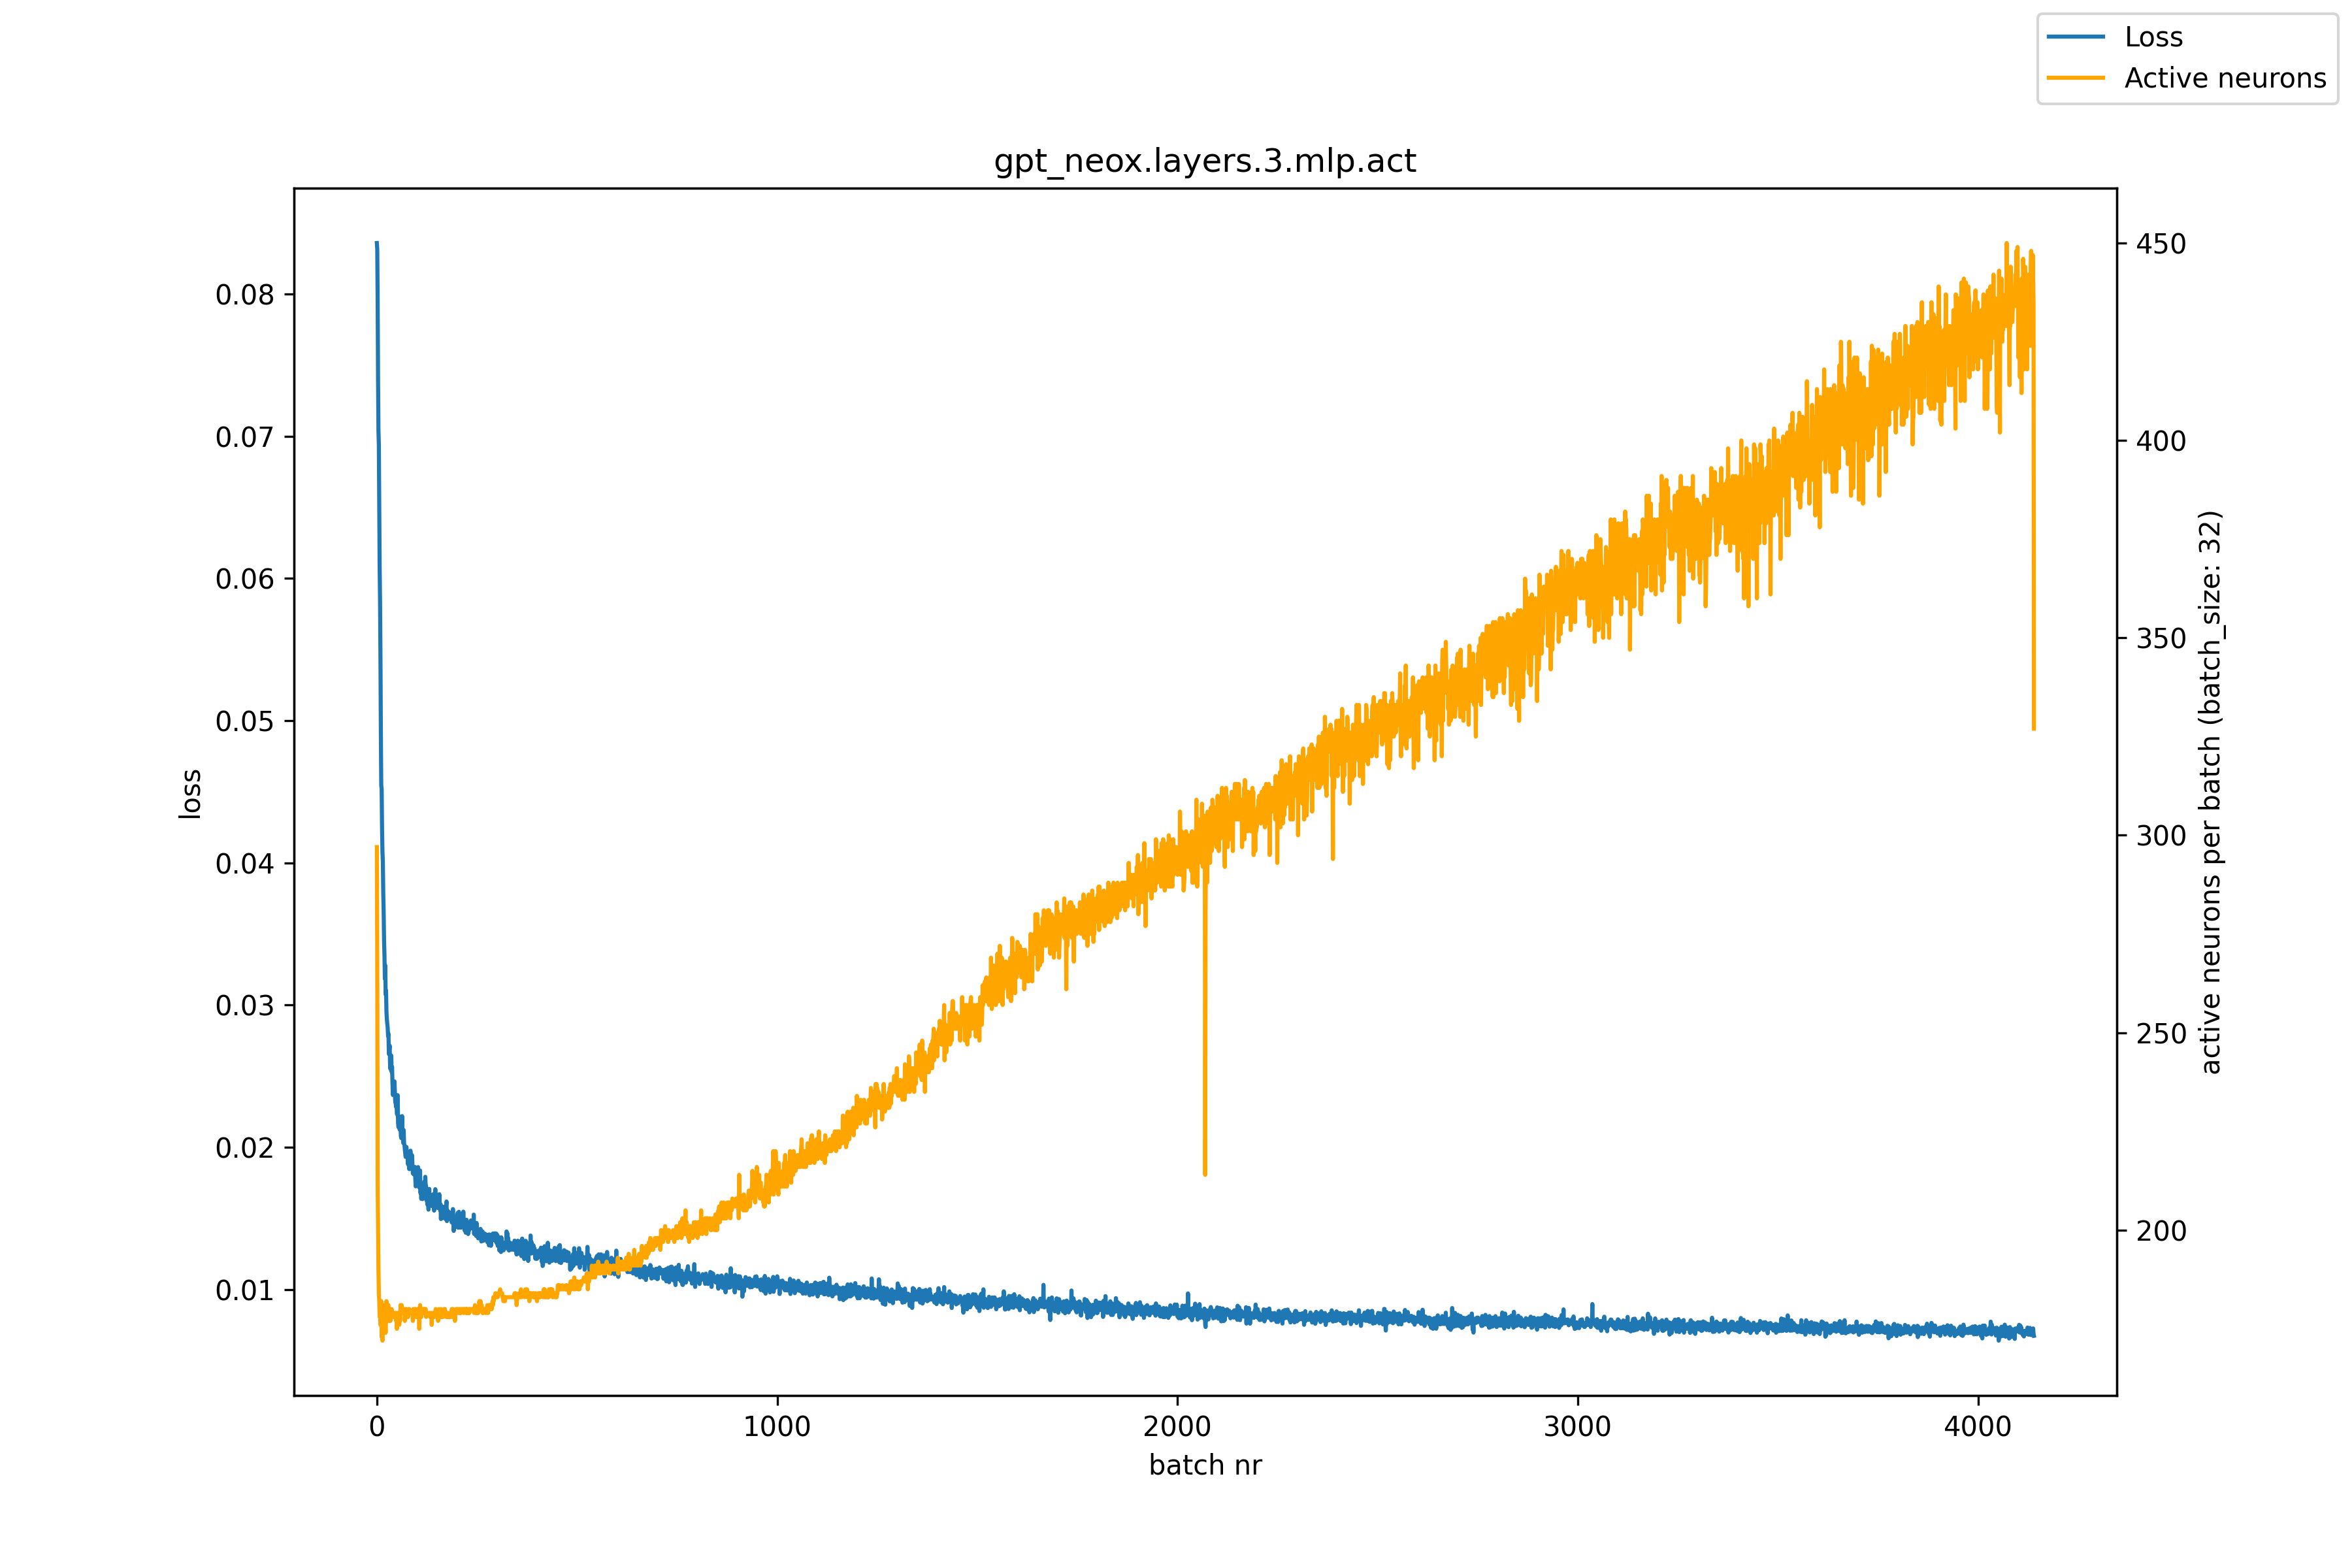 Loss
Active neurons
gpt_neox.layers.3.mlp.act
0.08
0.07
0.06
0.05
0.04
0.03
0.02
0.01
loss
450
400
350
300
250
200
active neurons per batch (batch_size: 32)
0 1000 2000 3000 4000
batch nr